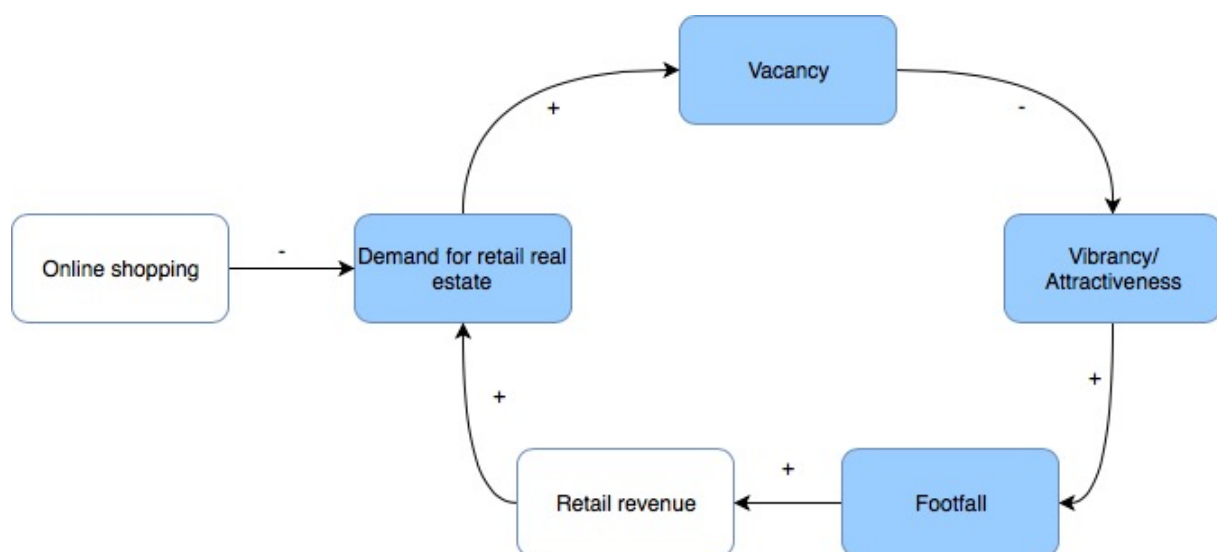 Vacancy
+
-
Online shopping
-
Demand for retail real
estate
Vibrancy/
Attractiveness
+
+
Retail revenue
+
Footfall